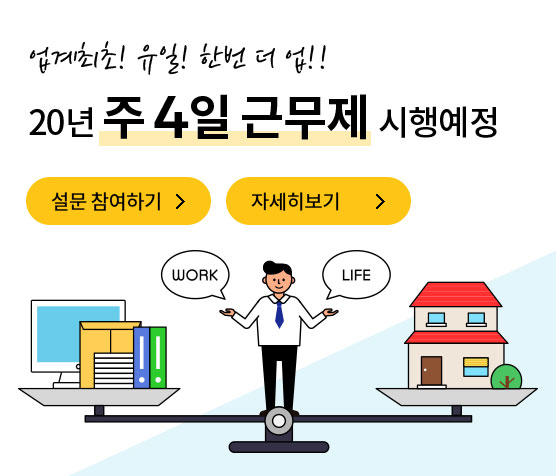 업계최초! 유일! 한번 더 업!!
20년 주 4일 근무제 시행예정
설문 참여하기 >
자세히보기 >
WORK
LIFE